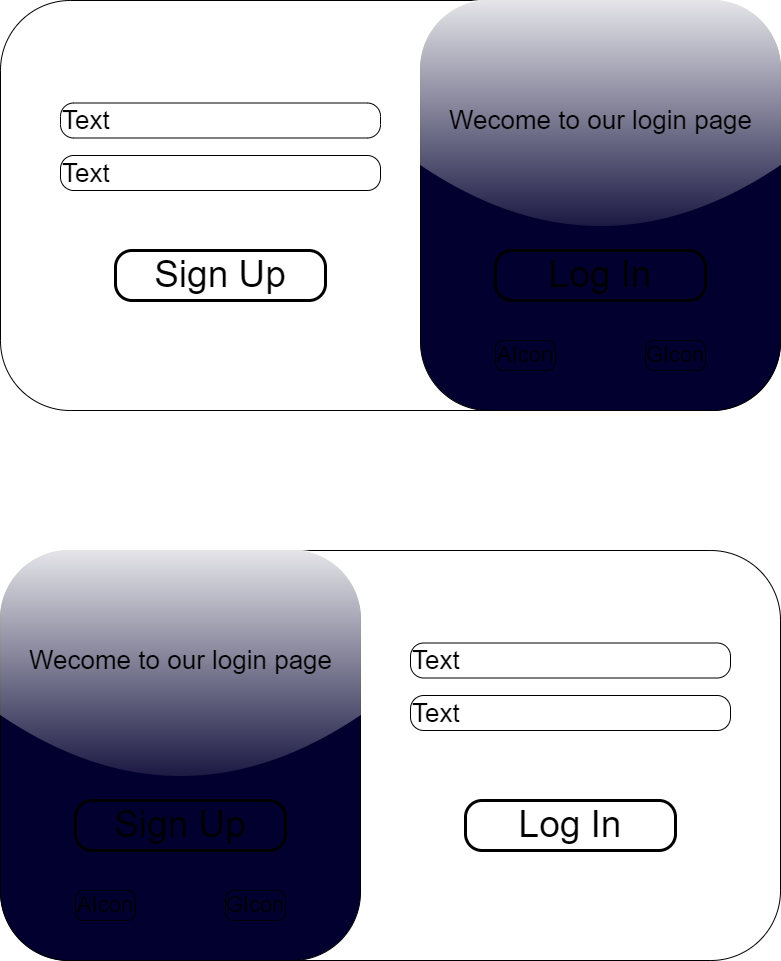 Wecome to our login page
Text
Text
Sign Up
Log In
AIcon
GIcon
Wecome to our login page
Text
Text
Sign Up
Log In
AIcon
GIcon